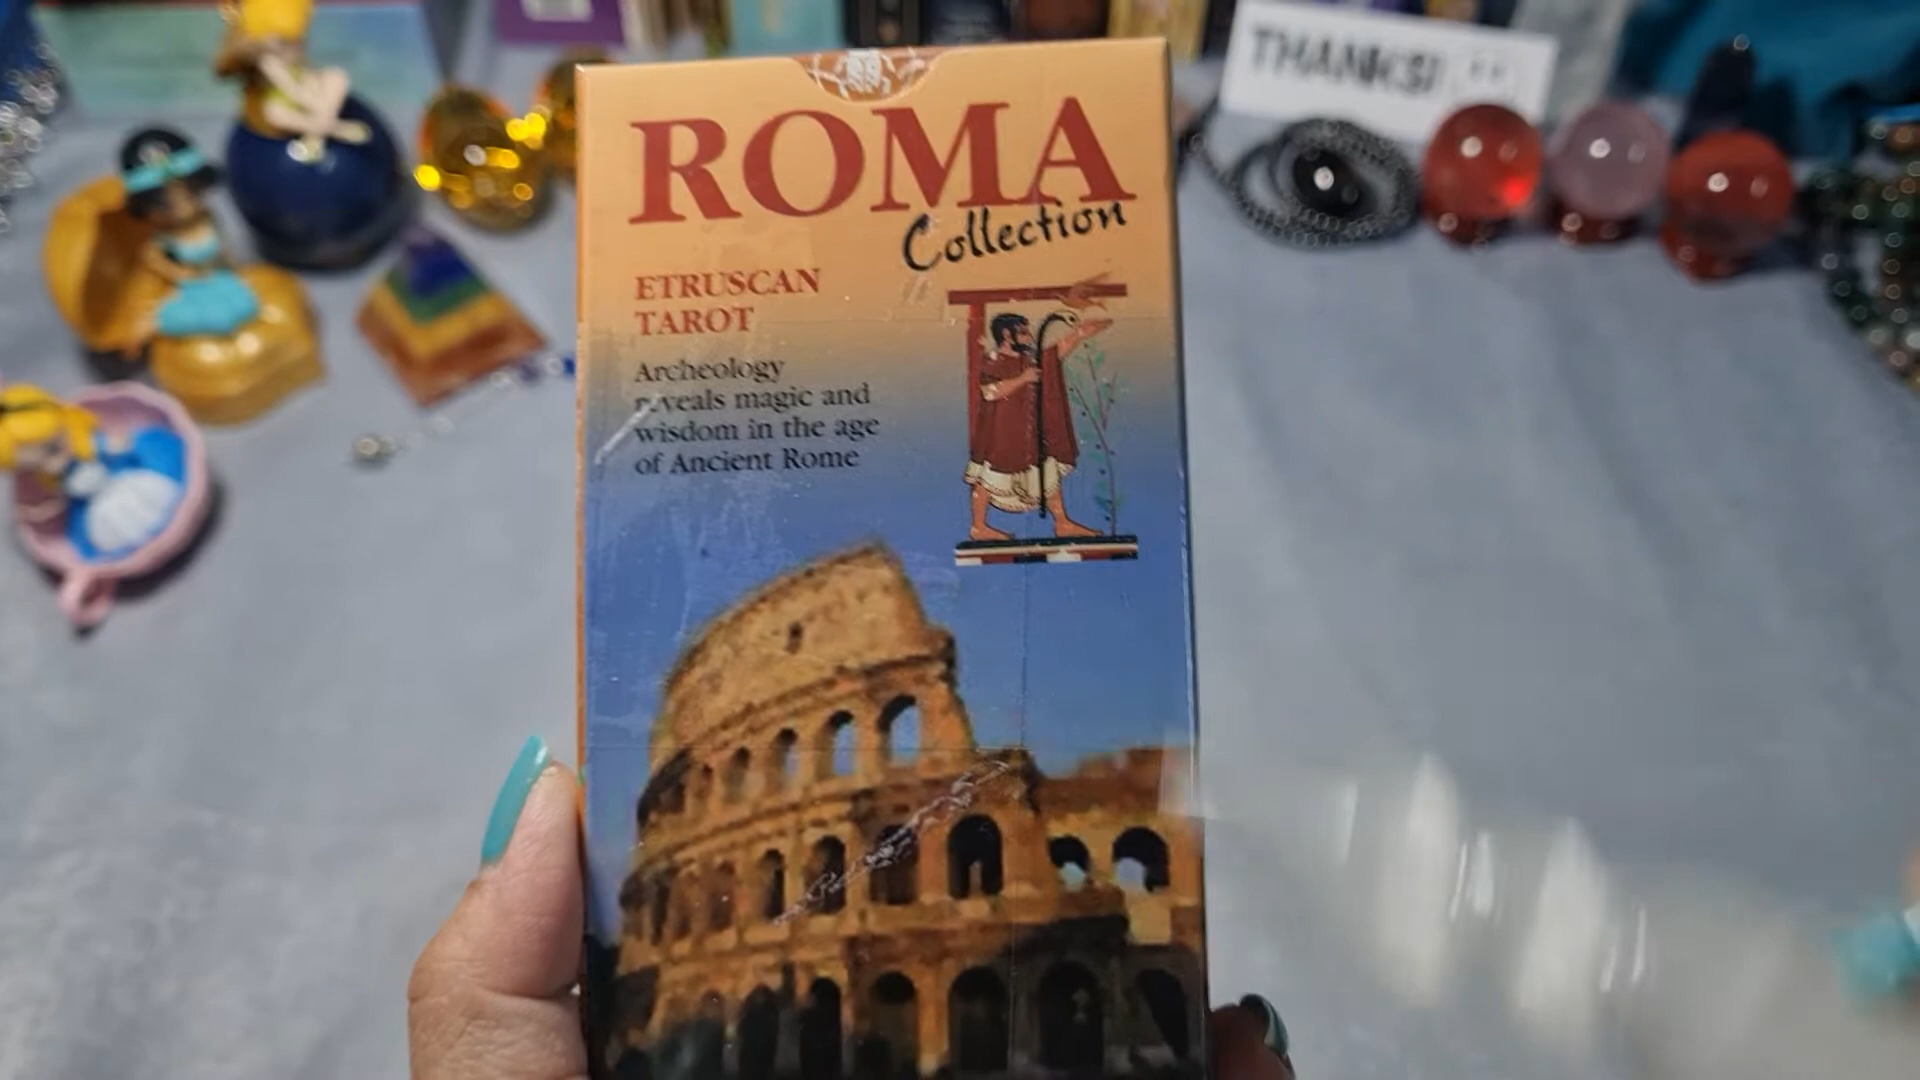 THANKS!
ROMA
Collection
ETRUSCAN
TAROT
Archeology
reveals magic and
wisdom in the age
of Ancient Rome